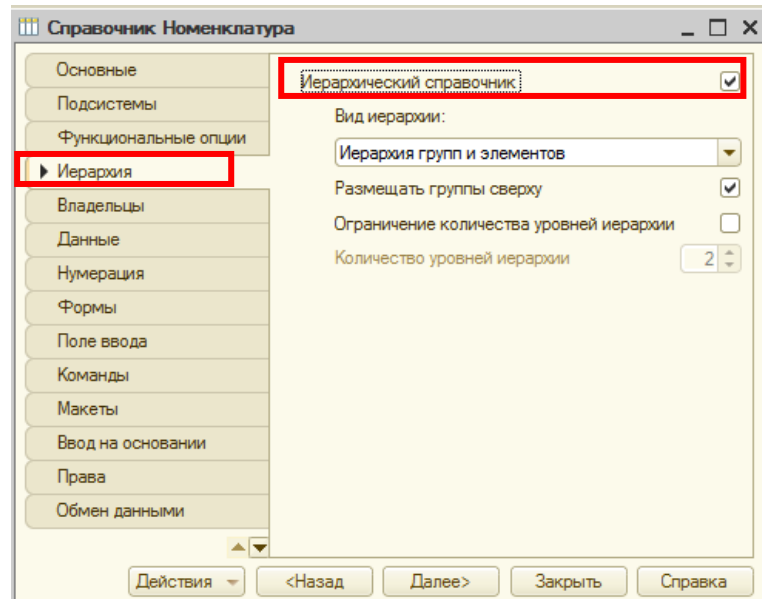 Справочник Номенклатура
Основные
Подсистемы
Функциональные опции
Иерархия
Владельцы
Данные
Нумерация
Формы
Поле ввода
Команды
Макеты
Ввод на основании
Права
Обмен данными
Иерархический справочник
Вид иерархии:
Иерархия групп и элементов
Размещать группы сверху
Ограничение количества уровней иерархии
Количество уровней иерархии 2
Действия <Назад Далее> Закрыть Справка